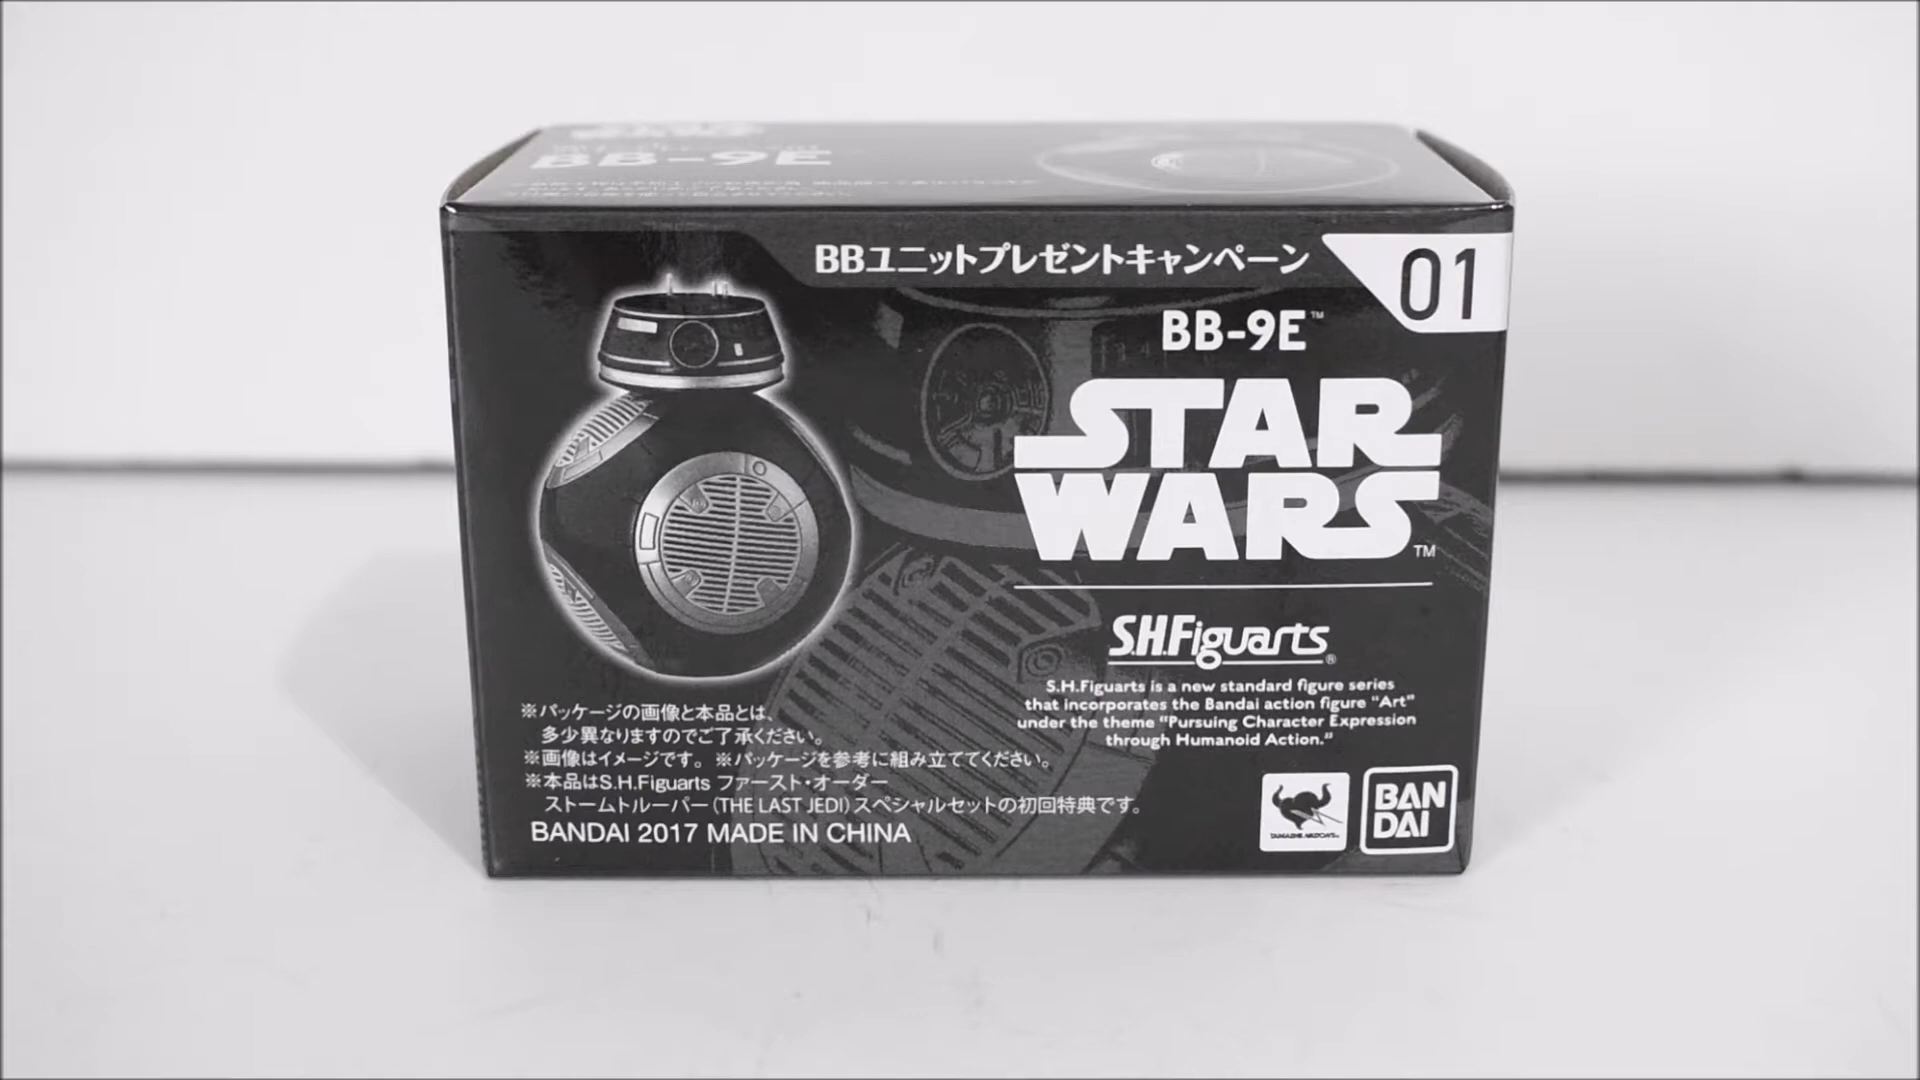 BB-9E
BBユニットプレゼントキャンペーン
01
BB-9E™
STAR
WARS™
S.H.Figuarts®
S.H.Figuarts is a new standard figure series
that incorporates the Bandai action figure “Art”
under the theme “Pursuing Character Expression
through Humanoid Action.”
※パッケージの画像と本品とは、
多少異なりますのでご了承ください。
※画像はイメージです。 ※パッケージを参考に組み立ててください。
※本品はS.H.Figuarts ファースト・オーダー
ストームトルーパー(THE LAST JEDI)スペシャルセットの初回特典です。
BANDAI 2017 MADE IN CHINA
TAMASHII NATIONS
BAN
DAI